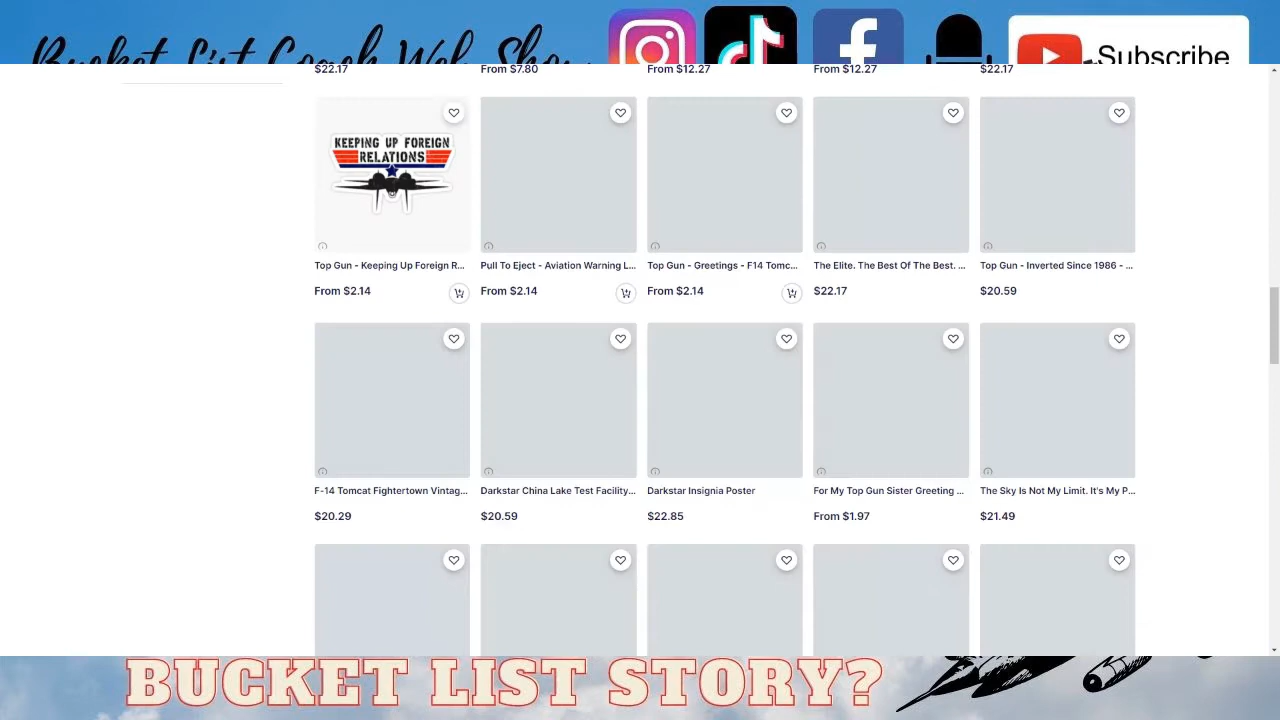 Bucket List Coach Web Show
Subscribe
$22.17
From $7.80
From $12.27
From $12.27
$22.17
KEEPING UP FOREIGN
RELATIONS
Top Gun - Keeping Up Foreign R...
Pull To Eject - Aviation Warning L...
Top Gun - Greetings - F14 Tomc...
The Elite. The Best Of The Best. ...
Top Gun - Inverted Since 1986 - ...
From $2.14
From $2.14
From $2.14
$22.17
$20.59
F-14 Tomcat Fightertown Vintag...
Darkstar China Lake Test Facility...
Darkstar Insignia Poster
For My Top Gun Sister Greeting ...
The Sky Is Not My Limit. It's My P...
$20.29
$20.59
$22.85
From $1.97
$21.49
BUCKET LIST STORY?